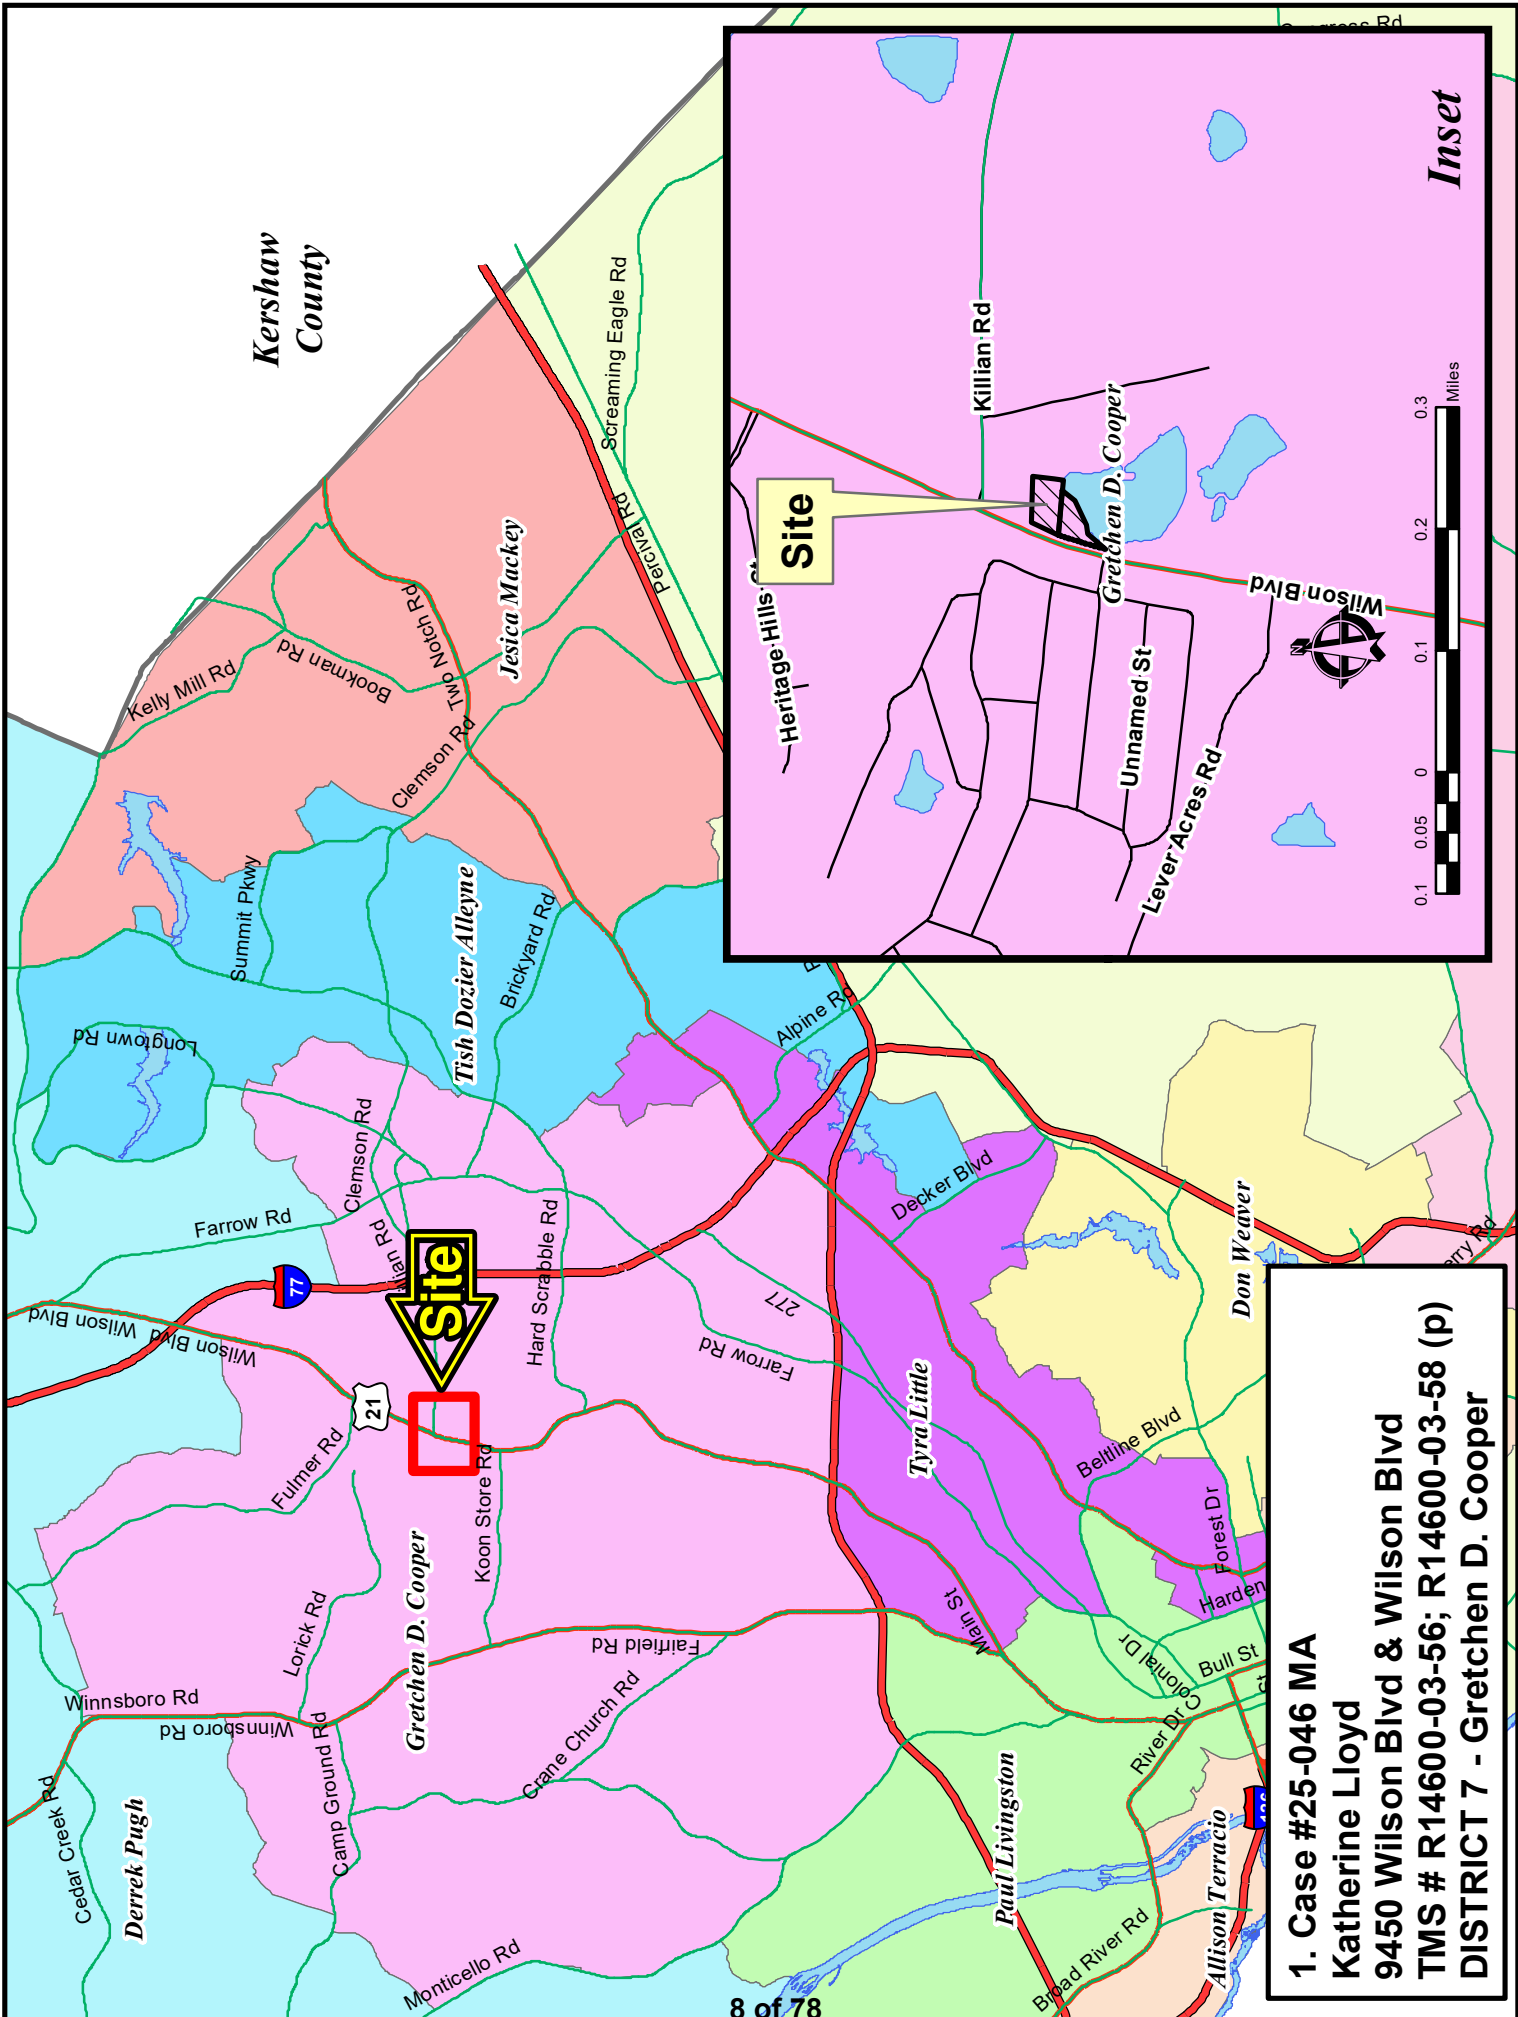 Kershaw
County
Screaming Eagle Rd
Percival Rd
Jesica Mackey
Two Notch Rd
Bookman Rd
Kelly Mill Rd
Clemson Rd
Summit Pkwy
Tish Dozier Alleyne
Brickyard Rd
Longtown Rd
Alpine Rd
Clemson Rd
Farrow Rd
77
Site
Hard Scrabble Rd
Wilson Blvd
Wilson Blvd
21
277
Farrow Rd
Decker Blvd
Don Weaver
Tyra Little
Fulmer Rd
Koon Store Rd
Beltline Blvd
Forest Dr
Harden
Lorick Rd
Gretchen D. Cooper
Fairfield Rd
Main St
Colonial Dr
Bull St
Winnsboro Rd
Winnsboro Rd
Camp Ground Rd
Crane Church Rd
River Dr
Cedar Creek Rd
Derrek Pugh
Paul Livingston
Allison Terracio
Monticello Rd
Broad River Rd
Inset
Killian Rd
Gretchen D. Cooper
Site
Heritage Hills
Wilson Blvd
N
Unnamed St
Lever Acres Rd
0.1 0.05 0 0.1 0.2 0.3
Miles
1. Case #25-046 MA
Katherine Lloyd
9450 Wilson Blvd & Wilson Blvd
TMS # R14600-03-56; R14600-03-58 (p)
DISTRICT 7 - Gretchen D. Cooper
8 of 78